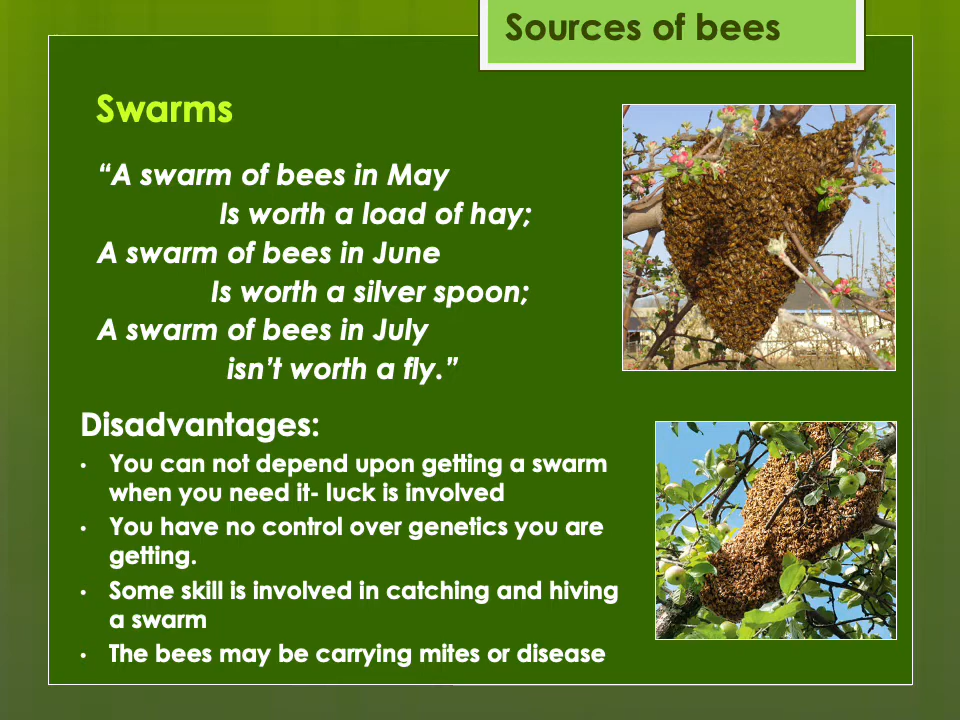 Sources of bees
Swarms
“A swarm of bees in May
Is worth a load of hay;
A swarm of bees in June
Is worth a silver spoon;
A swarm of bees in July
isn’t worth a fly.”
Disadvantages:
• You can not depend upon getting a swarm
when you need it- luck is involved
• You have no control over genetics you are
getting.
• Some skill is involved in catching and hiving
a swarm
• The bees may be carrying mites or disease